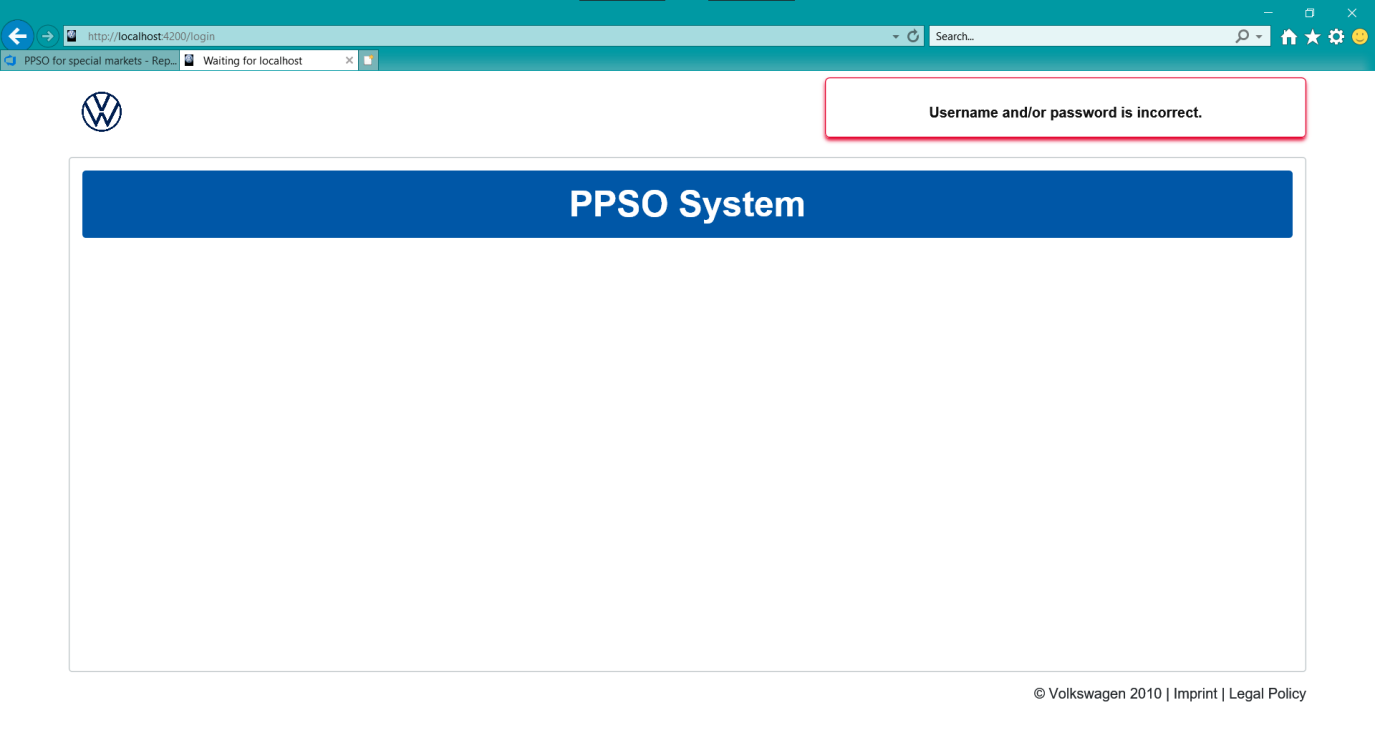 http://localhost:4200/login
Search...
PPSO for special markets - Rep...
Waiting for localhost
Username and/or password is incorrect.
PPSO System
© Volkswagen 2010 | Imprint | Legal Policy